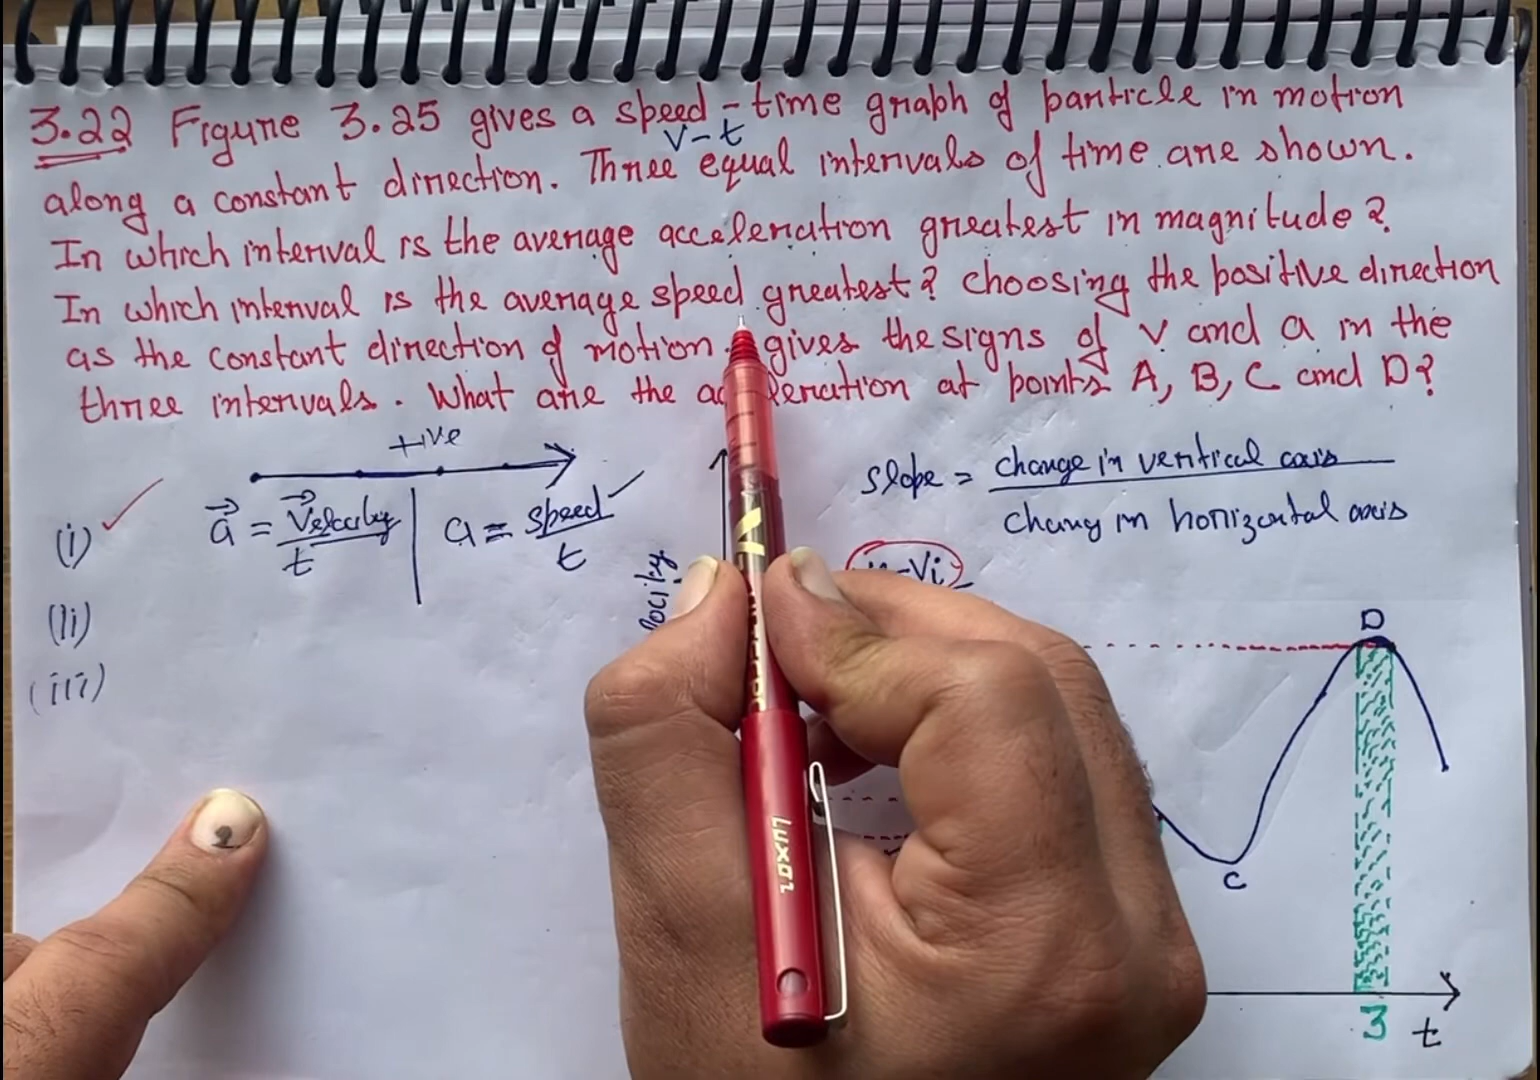 3.22 Figure 3.25 gives a speed-time graph of particle in motion
v-t
along a constant direction. Three equal intervals of time are shown.
In which interval is the average acceleration greatest in magnitude?
In which interval is the average speed greatest? choosing the positive direction
as the constant direction of motion. gives the signs of v and a in the
three intervals. What are the acceleration at points A, B, C and D?
+ive
slope = change in vertical axis
chang in horizontal axis
(i) a = velocity / t
a = speed / t
-Vi
(ii)
(iii)
D
C
3 t
LUXOR